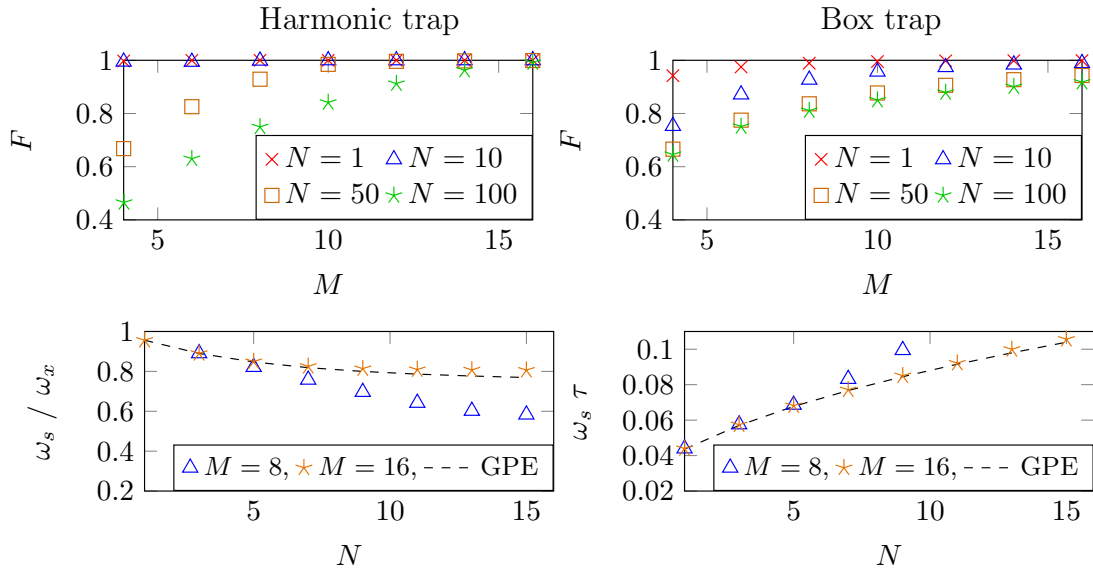 Harmonic trap
Box trap
F
1
0.8
0.6
0.4
N = 1 N = 10
N = 50 N = 100
5 10 15
M
F
1
0.8
0.6
0.4
N = 1 N = 10
N = 50 N = 100
5 10 15
M
ω_s / ω_x
1
0.8
0.6
0.4
0.2
M = 8, M = 16, GPE
5 10 15
N
ω_s τ
0.1
0.08
0.06
0.04
0.02
M = 8, M = 16, GPE
5 10 15
N